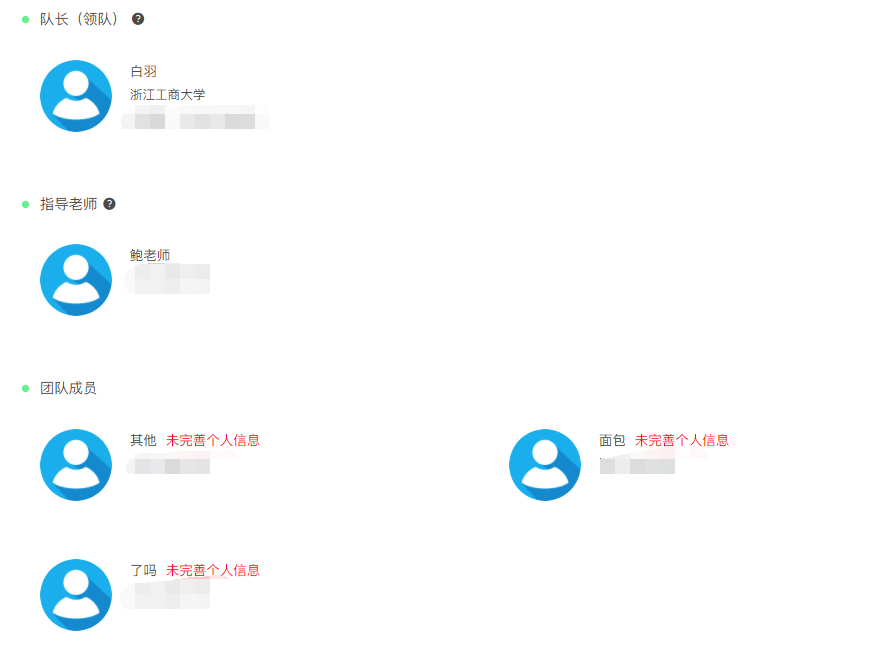 队长（领队）
白羽
浙江工商大学
指导老师
鲍老师
团队成员
其他 未完善个人信息
面包 未完善个人信息
了吗 未完善个人信息